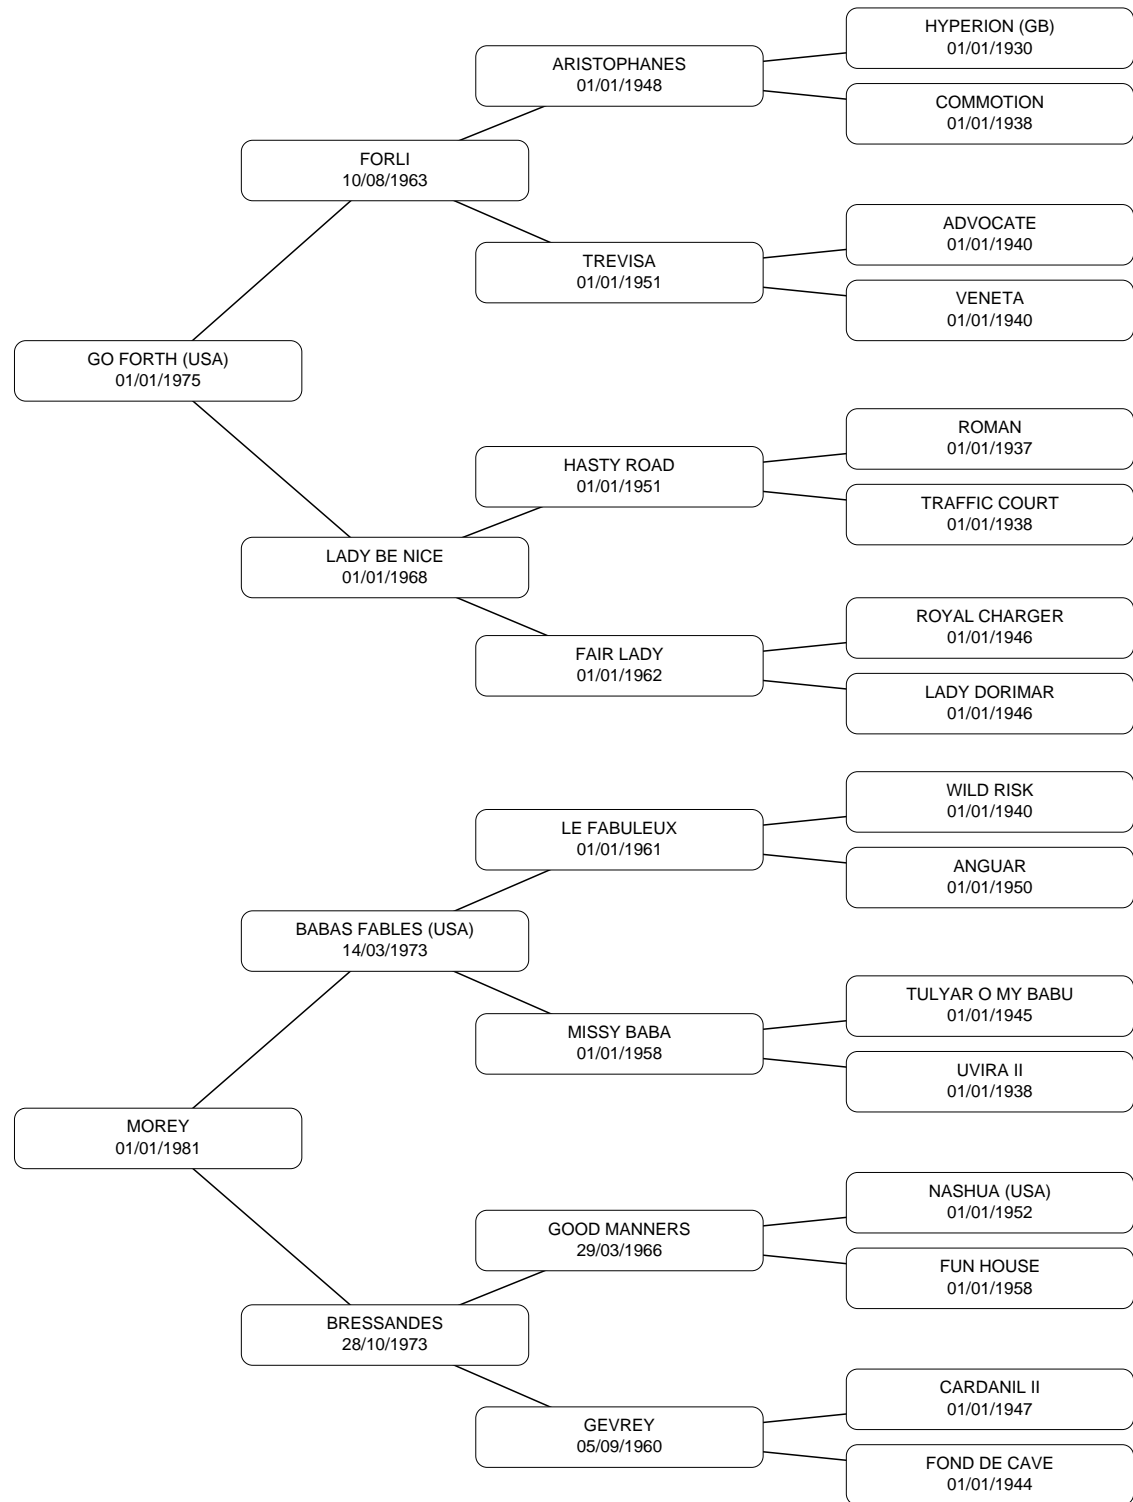 HYPERION (GB)
01/01/1930
ARISTOPHANES
01/01/1948
COMMOTION
01/01/1938
FORLI
10/08/1963
ADVOCATE
01/01/1940
TREVISA
01/01/1951
VENETA
01/01/1940
GO FORTH (USA)
01/01/1975
ROMAN
01/01/1937
HASTY ROAD
01/01/1951
TRAFFIC COURT
01/01/1938
LADY BE NICE
01/01/1968
ROYAL CHARGER
01/01/1946
FAIR LADY
01/01/1962
LADY DORIMAR
01/01/1946
WILD RISK
01/01/1940
LE FABULEUX
01/01/1961
ANGUAR
01/01/1950
BABAS FABLES (USA)
14/03/1973
TULYAR O MY BABU
01/01/1945
MISSY BABA
01/01/1958
UVIRA II
01/01/1938
MOREY
01/01/1981
NASHUA (USA)
01/01/1952
GOOD MANNERS
29/03/1966
FUN HOUSE
01/01/1958
BRESSANDES
28/10/1973
CARDANIL II
01/01/1947
GEVREY
05/09/1960
FOND DE CAVE
01/01/1944